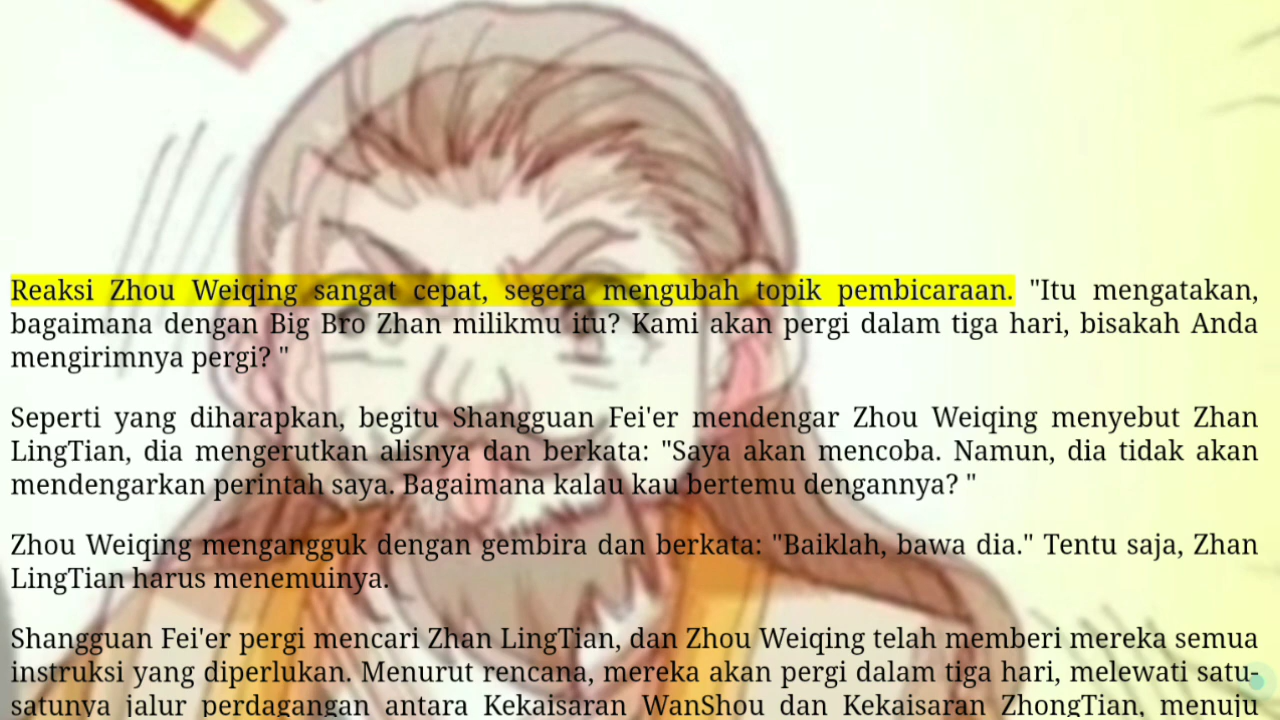 Reaksi Zhou Weiqing sangat cepat, segera mengubah topik pembicaraan. "Itu mengatakan,
bagaimana dengan Big Bro Zhan milikmu itu? Kami akan pergi dalam tiga hari, bisakah Anda
mengirimnya pergi? "
Seperti yang diharapkan, begitu Shangguan Fei'er mendengar Zhou Weiqing menyebut Zhan
LingTian, dia mengerutkan alisnya dan berkata: "Saya akan mencoba. Namun, dia tidak akan
mendengarkan perintah saya. Bagaimana kalau kau bertemu dengannya? "
Zhou Weiqing mengangguk dengan gembira dan berkata: "Baiklah, bawa dia." Tentu saja, Zhan
LingTian harus menemuinya.
Shangguan Fei'er pergi mencari Zhan LingTian, dan Zhou Weiqing telah memberi mereka semua
instruksi yang diperlukan. Menurut rencana, mereka akan pergi dalam tiga hari, melewati satu-
satunya jalur perdagangan antara Kekaisaran WanShou dan Kekaisaran ZhongTian, menuju